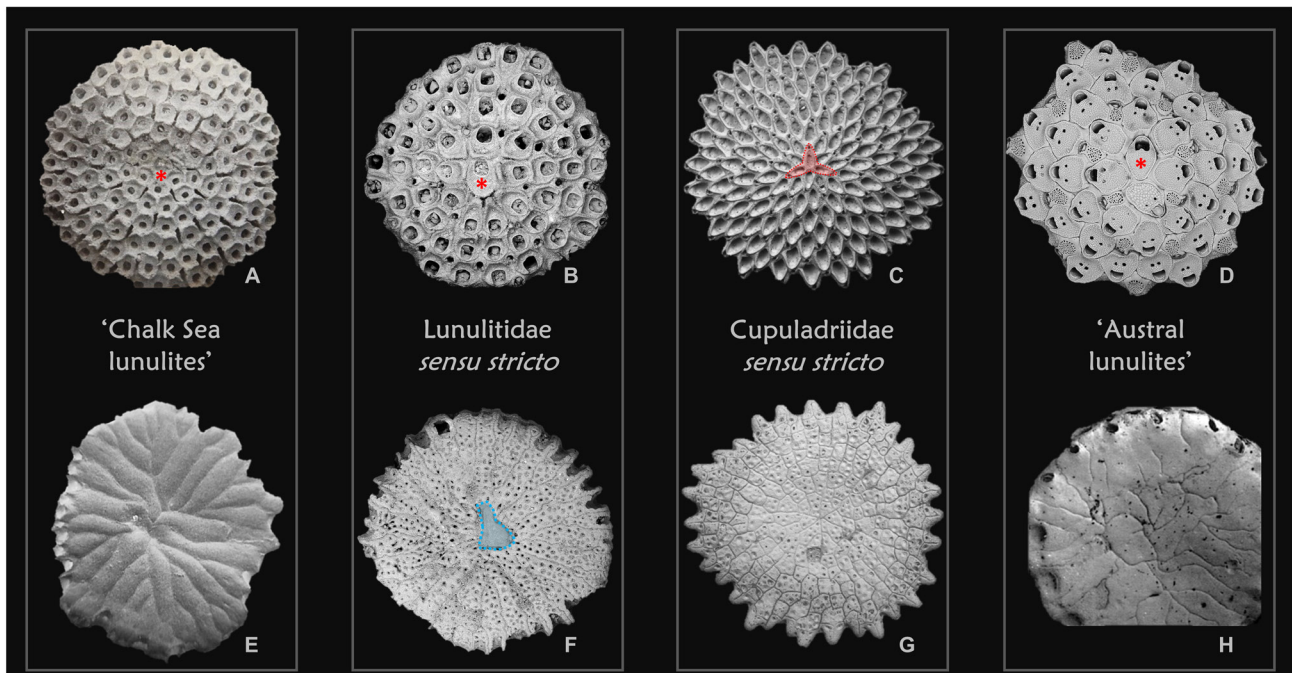 A
B
C
D
‘Chalk Sea
lunulites’
Lunulitidae
sensu stricto
Cupuladriidae
sensu stricto
‘Austral
lunulites’
E
F
G
H